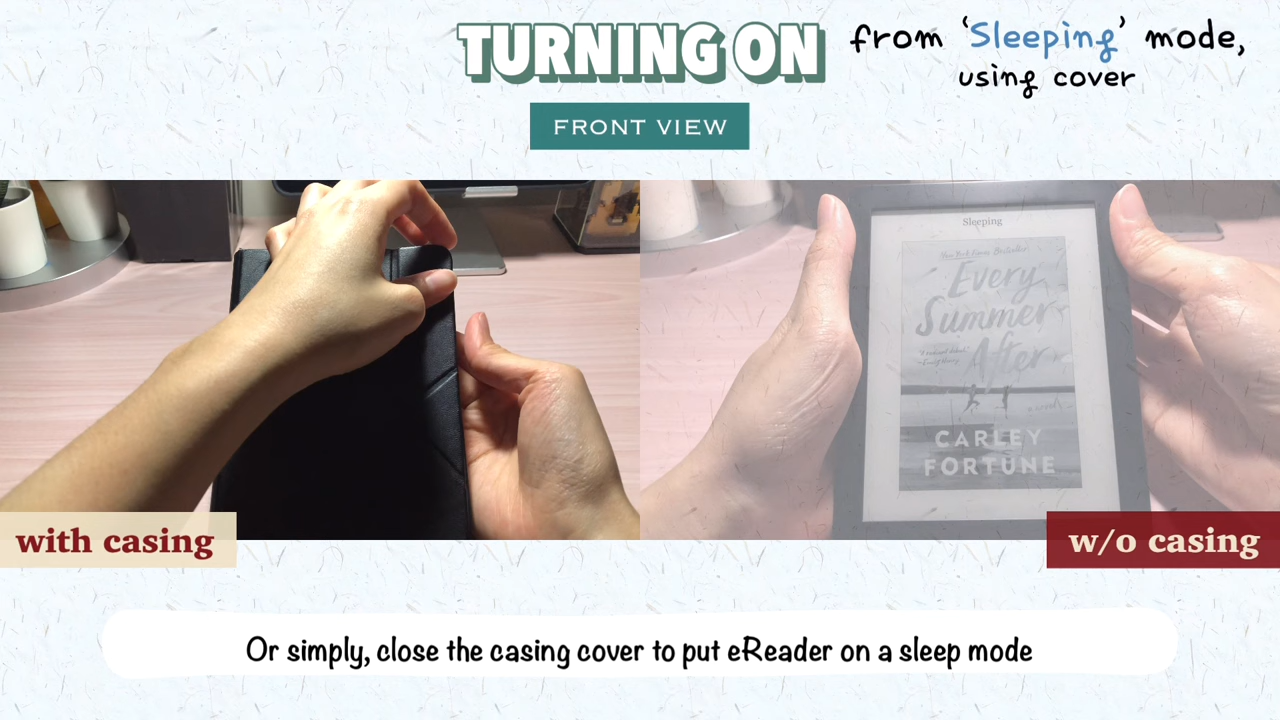 TURNING ON
from 'Sleeping' mode,
using cover
FRONT VIEW
Sleeping
New York Times Bestseller
Every
Summer
After
a novel
CARLEY
FORTUNE
with casing
w/o casing
Or simply, close the casing cover to put eReader on a sleep mode